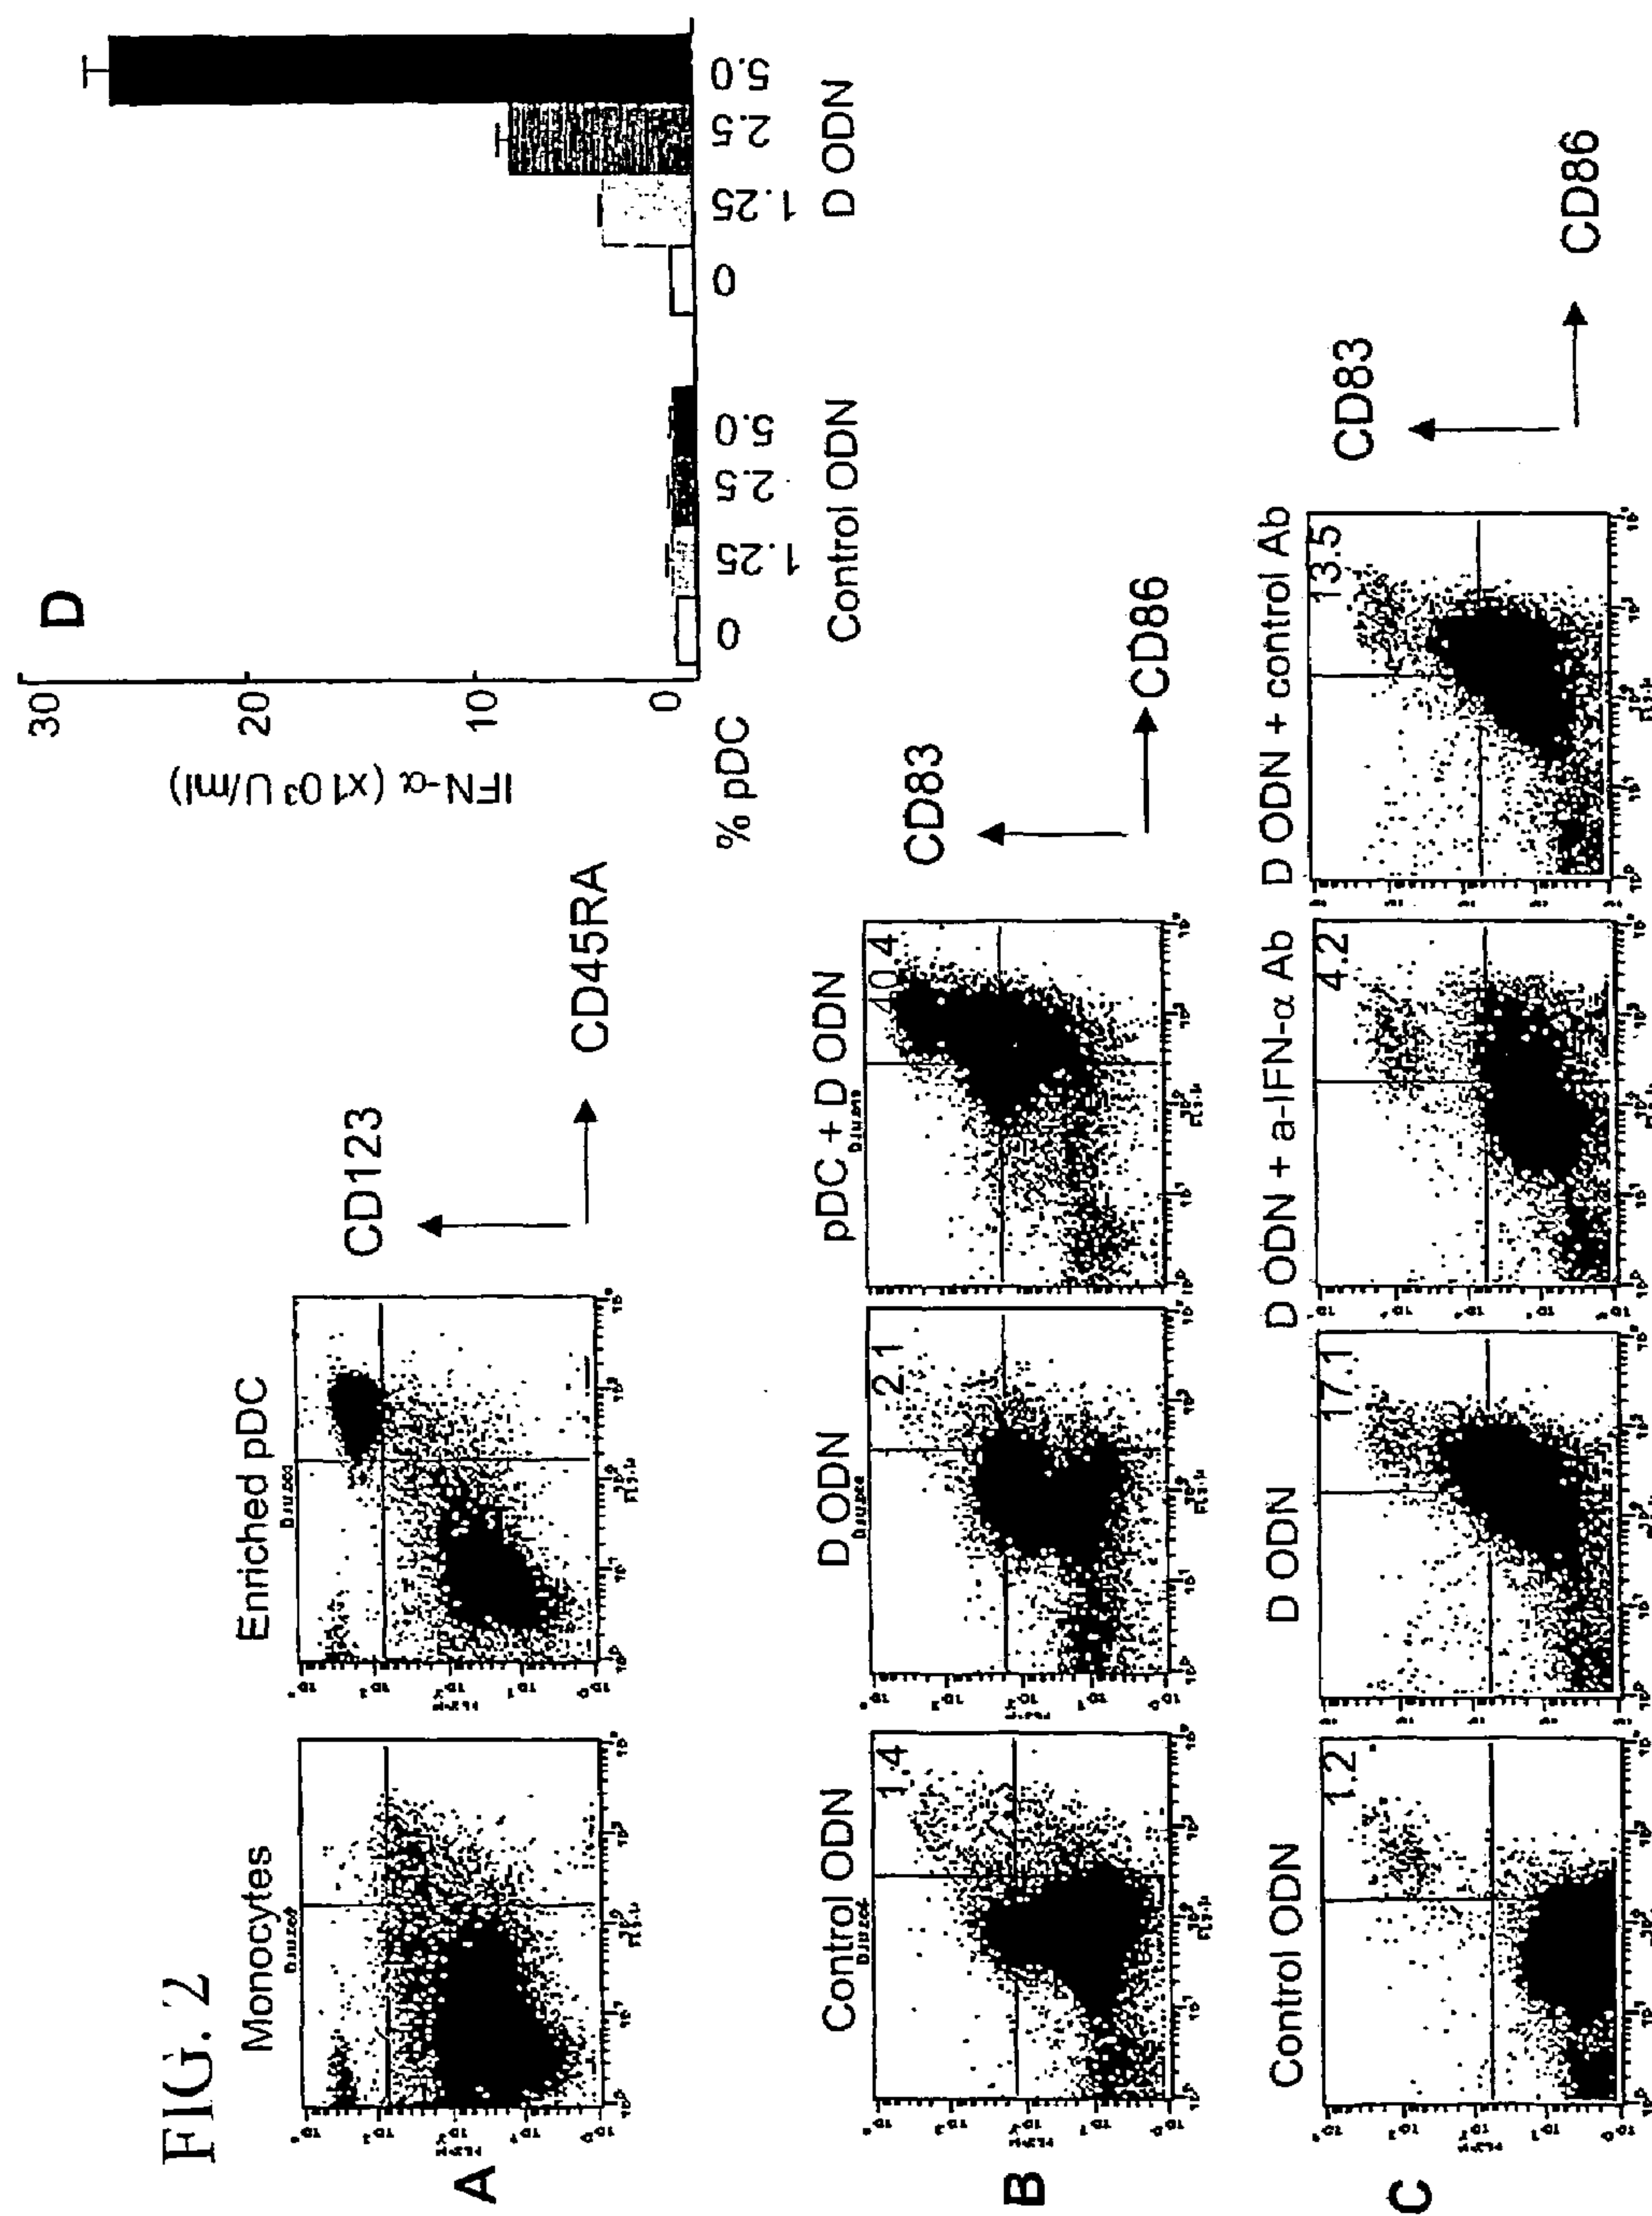 FIG. 2
A
Monocytes
Enriched pDC
CD123
CD45RA
D
30
20
10
0
IFN-α (x10³ U/ml)
% pDC
0 1.25 2.5 5.0
0 1.25 2.5 5.0
Control ODN
D ODN
B
Control ODN
D ODN
pDC + D ODN
1.4
2.1
40.4
CD83
CD86
C
Control ODN
D ODN
D ODN + a-IFN-α Ab
D ODN + control Ab
1.2
17.1
4.2
13.5
CD83
CD86